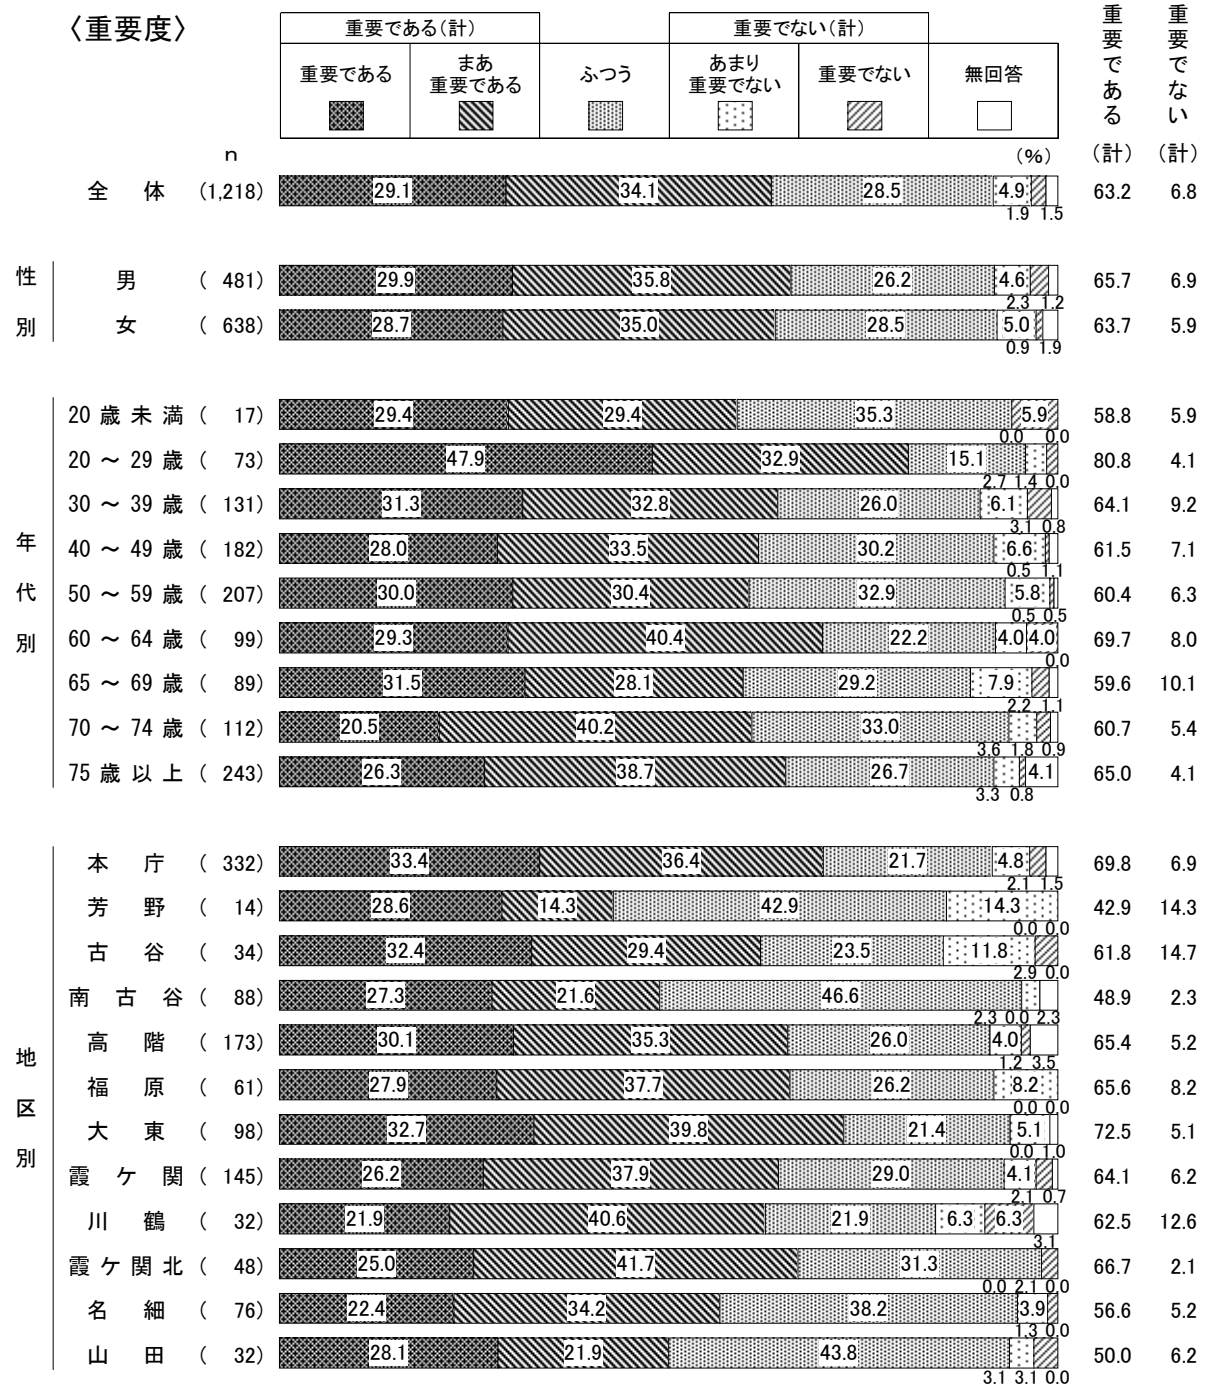 〈重要度〉
重要である(計) 重要でない(計)
重要である まあ重要である ふつう あまり重要でない 重要でない 無回答
重要である(計) 重要でない(計)
n (%)
全体 (1,218) 29.1 34.1 28.5 4.9 1.9 1.5 63.2 6.8
性別
男 (481) 29.9 35.8 26.2 4.6 2.3 1.2 65.7 6.9
女 (638) 28.7 35.0 28.5 5.0 0.9 1.9 63.7 5.9
年代別
20歳未満 (17) 29.4 29.4 35.3 0.0 5.9 0.0 58.8 5.9
20～29歳 (73) 47.9 32.9 15.1 2.7 1.4 0.0 80.8 4.1
30～39歳 (131) 31.3 32.8 26.0 6.1 3.1 0.8 64.1 9.2
40～49歳 (182) 28.0 33.5 30.2 6.6 0.5 1.1 61.5 7.1
50～59歳 (207) 30.0 30.4 32.9 5.8 0.5 0.5 60.4 6.3
60～64歳 (99) 29.3 40.4 22.2 4.0 4.0 0.0 69.7 8.0
65～69歳 (89) 31.5 28.1 29.2 7.9 2.2 1.1 59.6 10.1
70～74歳 (112) 20.5 40.2 33.0 3.6 1.8 0.9 60.7 5.4
75歳以上 (243) 26.3 38.7 26.7 3.3 0.8 4.1 65.0 4.1
地区別
本庁 (332) 33.4 36.4 21.7 4.8 2.1 1.5 69.8 6.9
芳野 (14) 28.6 14.3 42.9 14.3 0.0 0.0 42.9 14.3
古谷 (34) 32.4 29.4 23.5 11.8 2.9 0.0 61.8 14.7
南古谷 (88) 27.3 21.6 46.6 2.3 0.0 2.3 48.9 2.3
高階 (173) 30.1 35.3 26.0 4.0 1.2 3.5 65.4 5.2
福原 (61) 27.9 37.7 26.2 8.2 0.0 0.0 65.6 8.2
大東 (98) 32.7 39.8 21.4 5.1 0.0 1.0 72.5 5.1
霞ケ関 (145) 26.2 37.9 29.0 4.1 2.1 0.7 64.1 6.2
川鶴 (32) 21.9 40.6 21.9 6.3 6.3 3.1 62.5 12.6
霞ケ関北 (48) 25.0 41.7 31.3 0.0 2.1 0.0 66.7 2.1
名細 (76) 22.4 34.2 38.2 3.9 1.3 0.0 56.6 5.2
山田 (32) 28.1 21.9 43.8 3.1 3.1 0.0 50.0 6.2